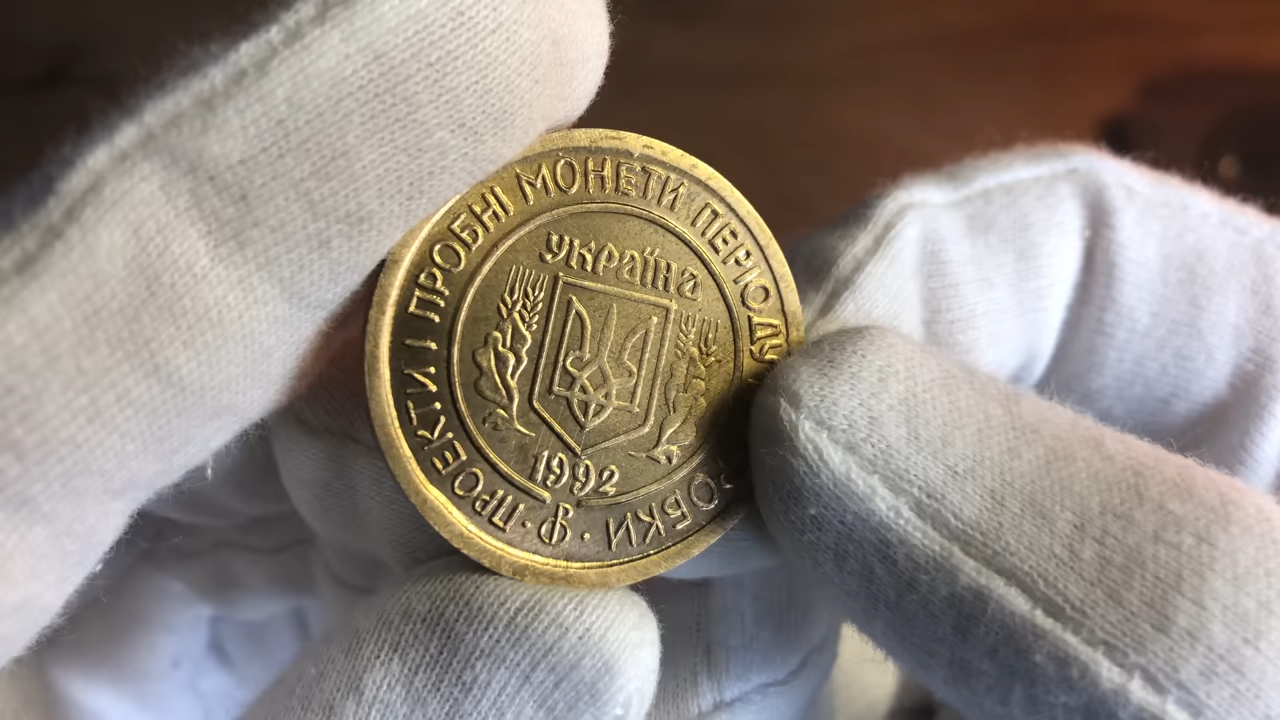 ·ПРОЕКТИ І ПРОБНІ МОНЕТИ ПЕРІОДУ
ОБКИ·
Україна
1992